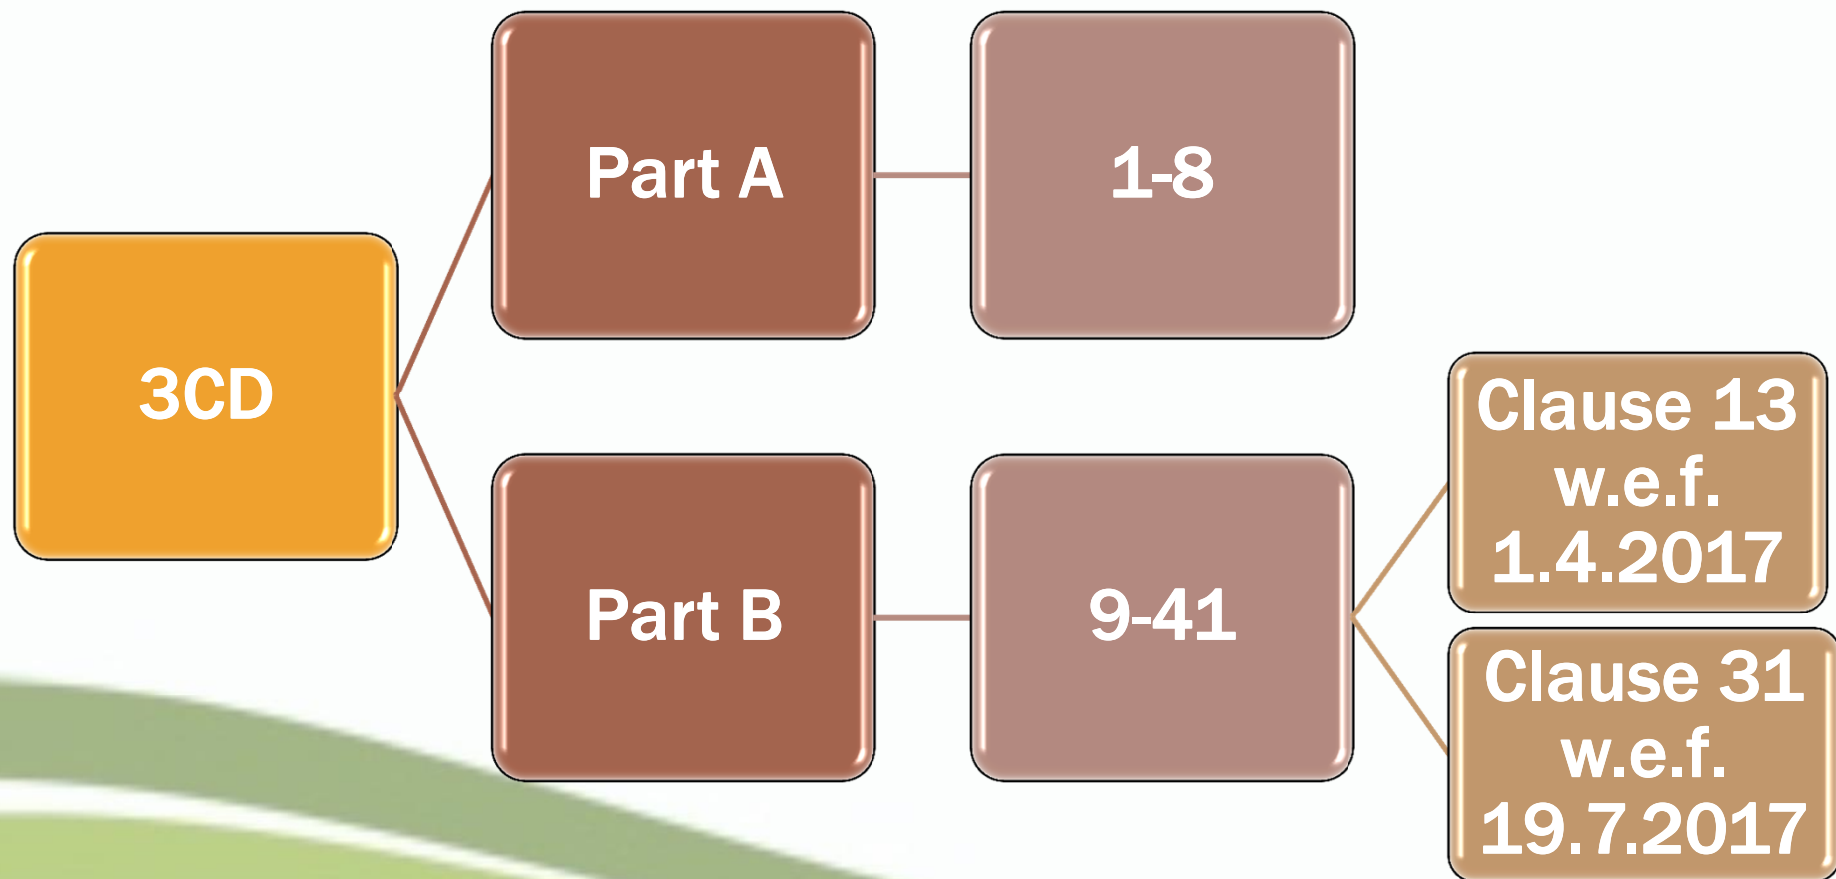 3CD
Part A
1-8
Part B
9-41
Clause 13
w.e.f.
1.4.2017
Clause 31
w.e.f.
19.7.2017